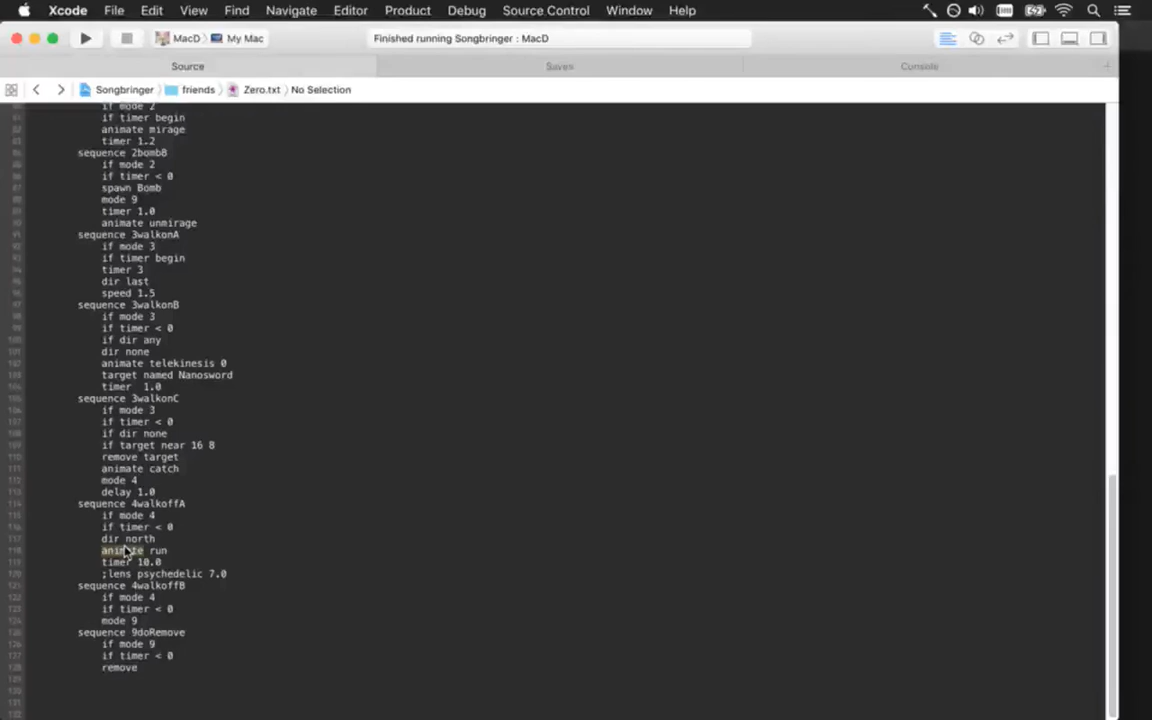 Xcode File Edit View Find Navigate Editor Product Debug Source Control Window Help
MacD My Mac Finished running Songbringer : MacD
Source Saves Console
Songbringer friends Zero.txt No Selection
if mode 2
if timer begin
animate mirage
timer 1.2
sequence 2bombB
if mode 2
if timer < 0
spawn Bomb
mode 9
timer 1.0
animate unmirage
sequence 3walkonA
if mode 3
if timer begin
timer 3
dir last
speed 1.5
sequence 3walkonB
if mode 3
if timer < 0
if dir any
dir none
animate telekinesis 0
target named Nanosword
timer  1.0
sequence 3walkonC
if mode 3
if timer < 0
if dir none
if target near 16 8
remove target
animate catch
mode 4
delay 1.0
sequence 4walkoffA
if mode 4
if timer < 0
dir north
animate run
timer 10.0
;lens psychedelic 7.0
sequence 4walkoffB
if mode 4
if timer < 0
mode 9
sequence 9doRemove
if mode 9
if timer < 0
remove